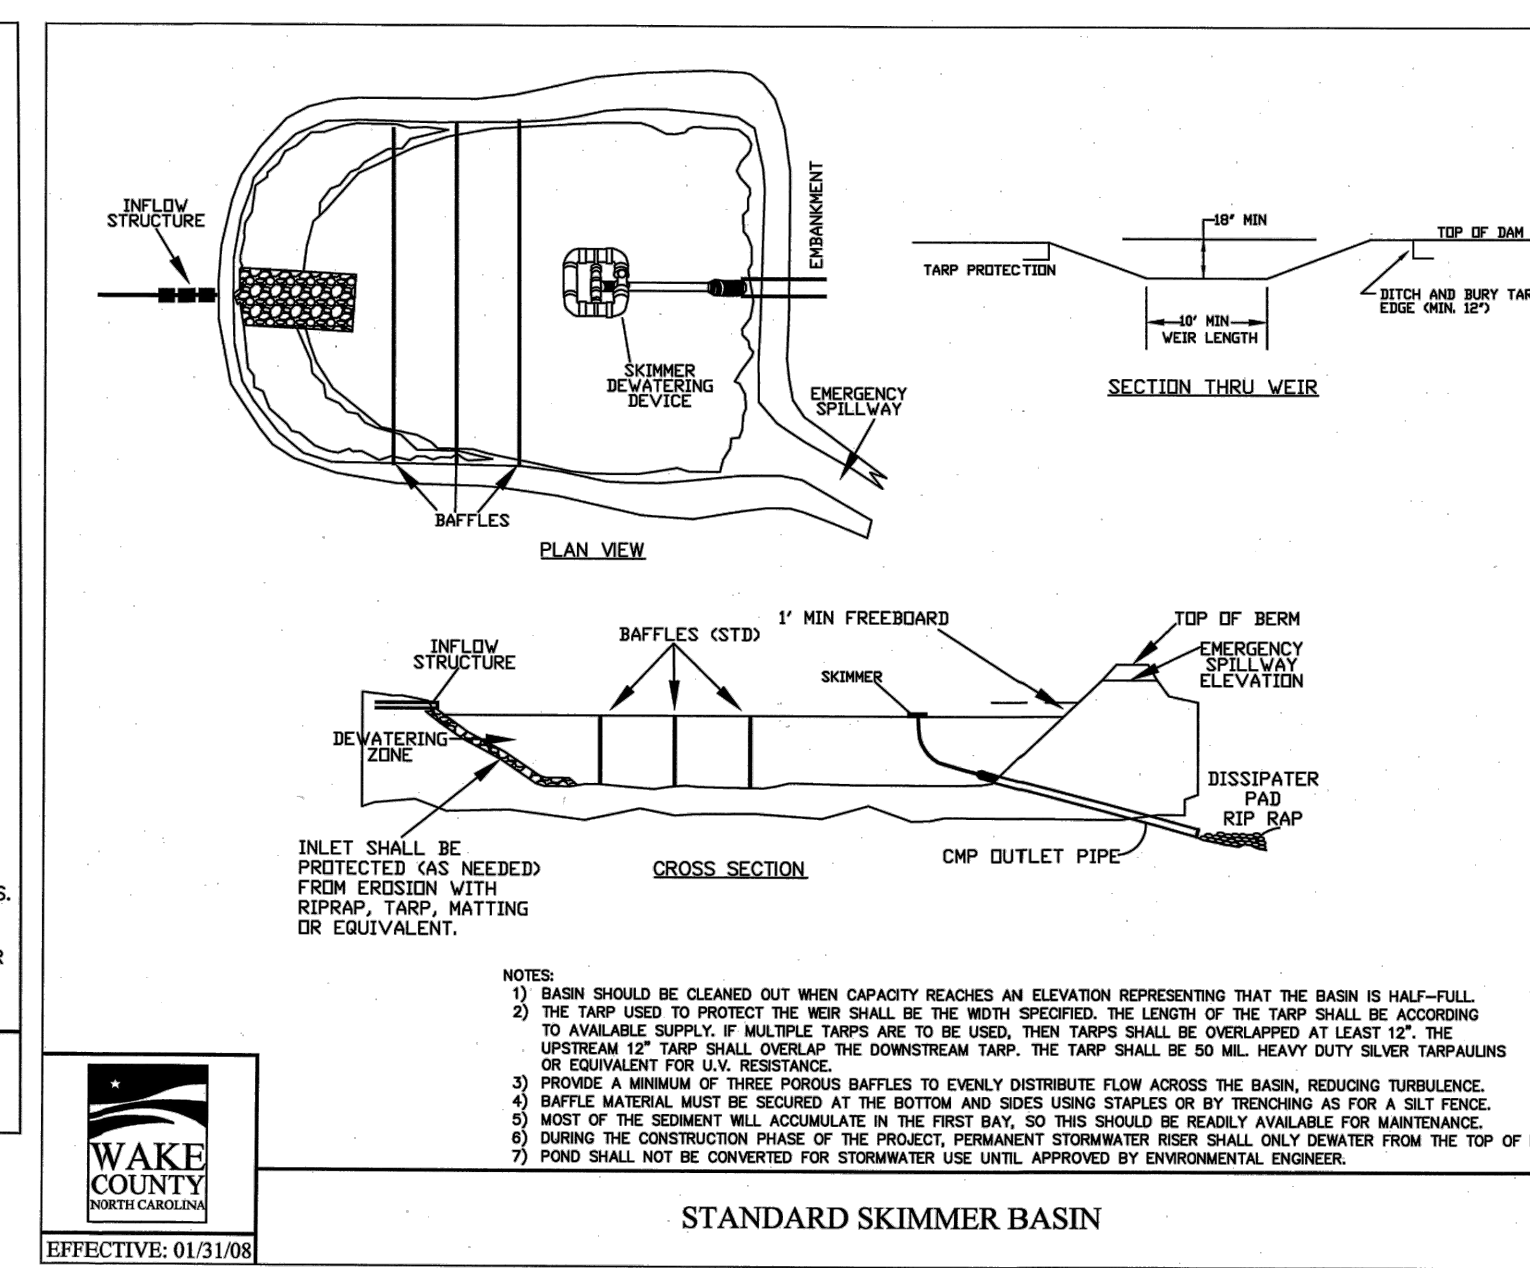 INFLOW
STRUCTURE
EMBANKMENT
SKIMMER
DEWATERING
DEVICE
EMERGENCY
SPILLWAY
BAFFLES
PLAN VIEW
18" MIN
TOP OF DAM
TARP PROTECTION
DITCH AND BURY TAR
EDGE (MIN. 12")
10' MIN
WEIR LENGTH
SECTION THRU WEIR
1' MIN FREEBOARD
TOP OF BERM
BAFFLES (STD)
INFLOW
STRUCTURE
EMERGENCY
SPILLWAY
ELEVATION
SKIMMER
DEWATERING
ZONE
DISSIPATER
PAD
RIP RAP
INLET SHALL BE
PROTECTED (AS NEEDED)
FROM EROSION WITH
RIPRAP, TARP, MATTING
OR EQUIVALENT.
CROSS SECTION
CMP OUTLET PIPE
S.
R
NOTES:
1) BASIN SHOULD BE CLEANED OUT WHEN CAPACITY REACHES AN ELEVATION REPRESENTING THAT THE BASIN IS HALF-FULL.
2) THE TARP USED TO PROTECT THE WEIR SHALL BE THE WIDTH SPECIFIED. THE LENGTH OF THE TARP SHALL BE ACCORDING
TO AVAILABLE SUPPLY. IF MULTIPLE TARPS ARE TO BE USED, THEN TARPS SHALL BE OVERLAPPED AT LEAST 12". THE
UPSTREAM 12" TARP SHALL OVERLAP THE DOWNSTREAM TARP. THE TARP SHALL BE 50 MIL. HEAVY DUTY SILVER TARPAULINS
OR EQUIVALENT FOR U.V. RESISTANCE.
3) PROVIDE A MINIMUM OF THREE POROUS BAFFLES TO EVENLY DISTRIBUTE FLOW ACROSS THE BASIN, REDUCING TURBULENCE.
4) BAFFLE MATERIAL MUST BE SECURED AT THE BOTTOM AND SIDES USING STAPLES OR BY TRENCHING AS FOR A SILT FENCE.
5) MOST OF THE SEDIMENT WILL ACCUMULATE IN THE FIRST BAY, SO THIS SHOULD BE READILY AVAILABLE FOR MAINTENANCE.
6) DURING THE CONSTRUCTION PHASE OF THE PROJECT, PERMANENT STORMWATER RISER SHALL ONLY DEWATER FROM THE TOP OF
7) POND SHALL NOT BE CONVERTED FOR STORMWATER USE UNTIL APPROVED BY ENVIRONMENTAL ENGINEER.
WAKE
COUNTY
NORTH CAROLINA
EFFECTIVE: 01/31/08
STANDARD SKIMMER BASIN